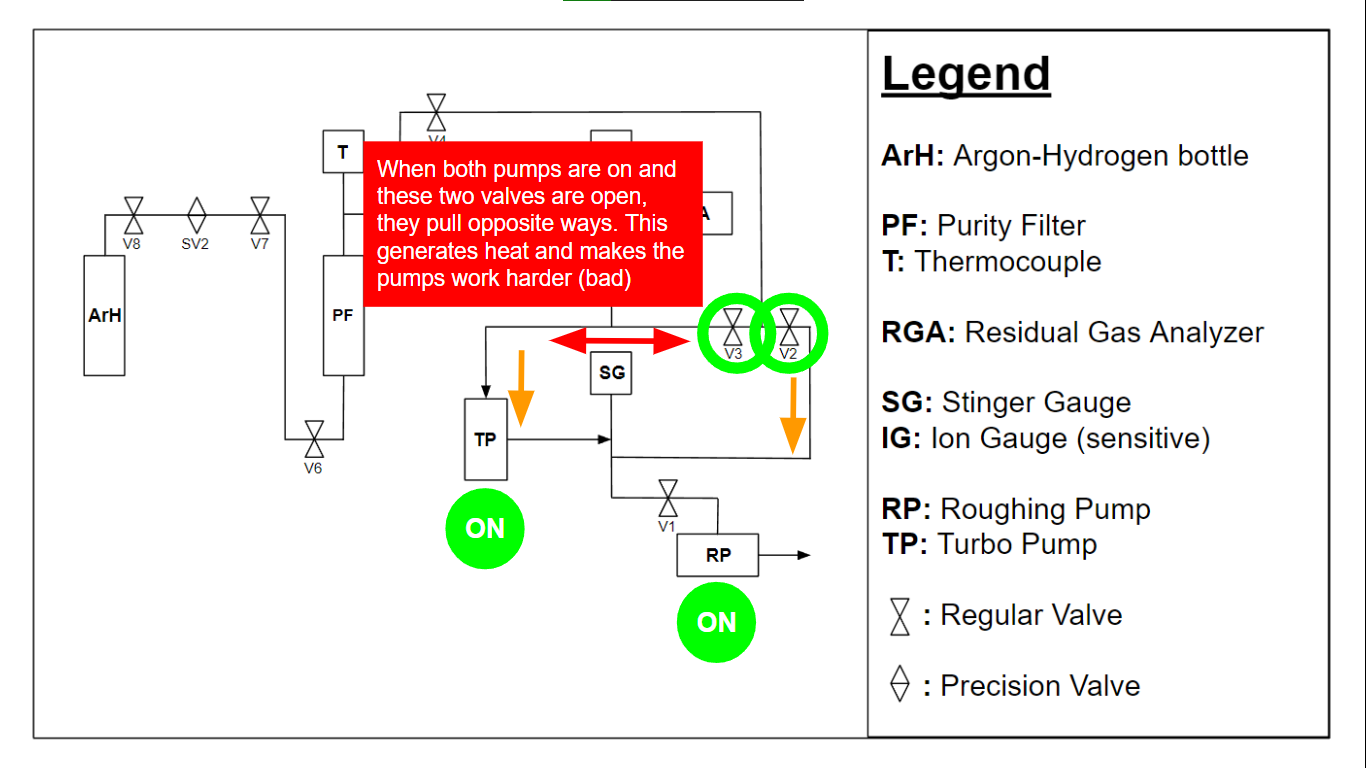 Legend
ArH: Argon-Hydrogen bottle
PF: Purity Filter
T: Thermocouple
RGA: Residual Gas Analyzer
SG: Stinger Gauge
IG: Ion Gauge (sensitive)
RP: Roughing Pump
TP: Turbo Pump
: Regular Valve
: Precision Valve
T
When both pumps are on and
these two valves are open,
they pull opposite ways. This
generates heat and makes the
pumps work harder (bad)
V8
SV2
V7
ArH
PF
V3
V2
SG
TP
V6
ON
V1
RP
ON